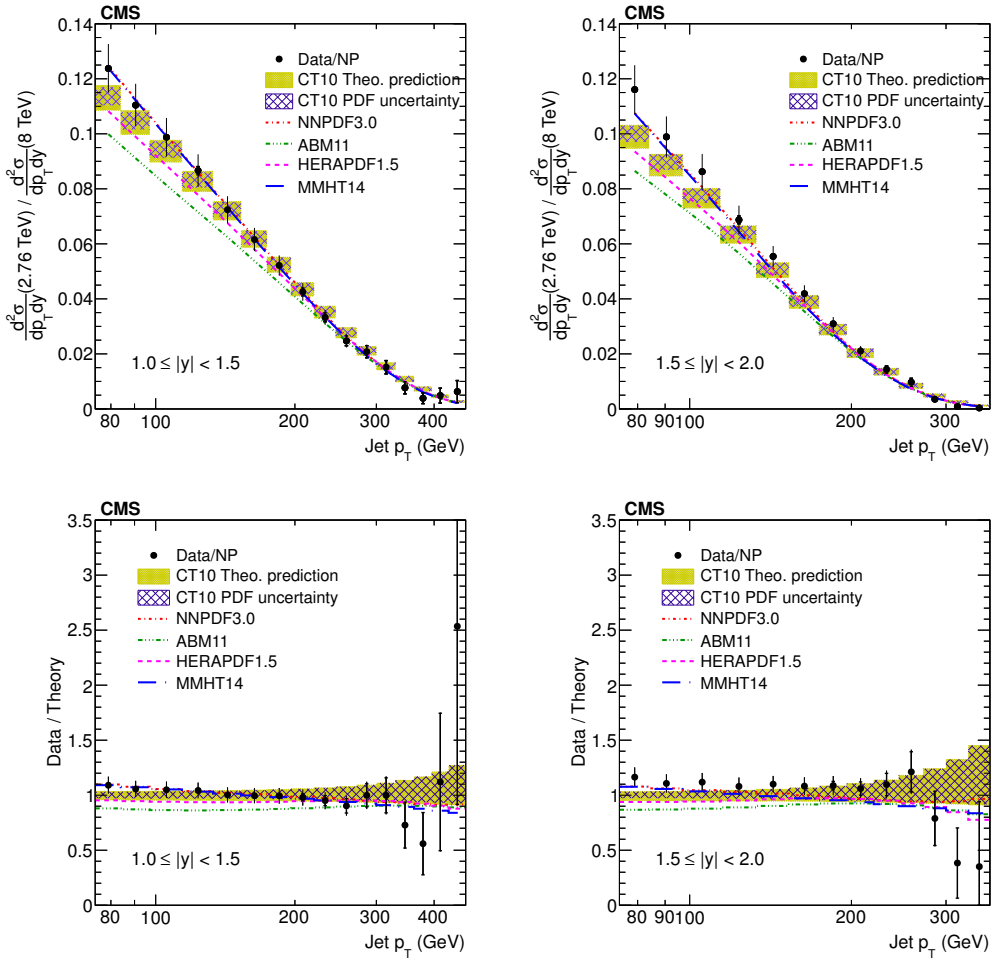 CMS
0.14
0.12
0.1
0.08
0.06
0.04
0.02
0
d²σ/dp_T dy (2.76 TeV) / d²σ/dp_T dy (8 TeV)
Data/NP
CT10 Theo. prediction
CT10 PDF uncertainty
NNPDF3.0
ABM11
HERAPDF1.5
MMHT14
1.0 ≤ |y| < 1.5
80 100 200 300 400
Jet p_T (GeV)
CMS
0.14
0.12
0.1
0.08
0.06
0.04
0.02
0
d²σ/dp_T dy (2.76 TeV) / d²σ/dp_T dy (8 TeV)
Data/NP
CT10 Theo. prediction
CT10 PDF uncertainty
NNPDF3.0
ABM11
HERAPDF1.5
MMHT14
1.5 ≤ |y| < 2.0
80 90 100 200 300
Jet p_T (GeV)
CMS
3.5
3
2.5
2
1.5
1
0.5
0
Data / Theory
Data/NP
CT10 Theo. prediction
CT10 PDF uncertainty
NNPDF3.0
ABM11
HERAPDF1.5
MMHT14
1.0 ≤ |y| < 1.5
80 100 200 300 400
Jet p_T (GeV)
CMS
3.5
3
2.5
2
1.5
1
0.5
0
Data / Theory
Data/NP
CT10 Theo. prediction
CT10 PDF uncertainty
NNPDF3.0
ABM11
HERAPDF1.5
MMHT14
1.5 ≤ |y| < 2.0
80 90 100 200 300
Jet p_T (GeV)